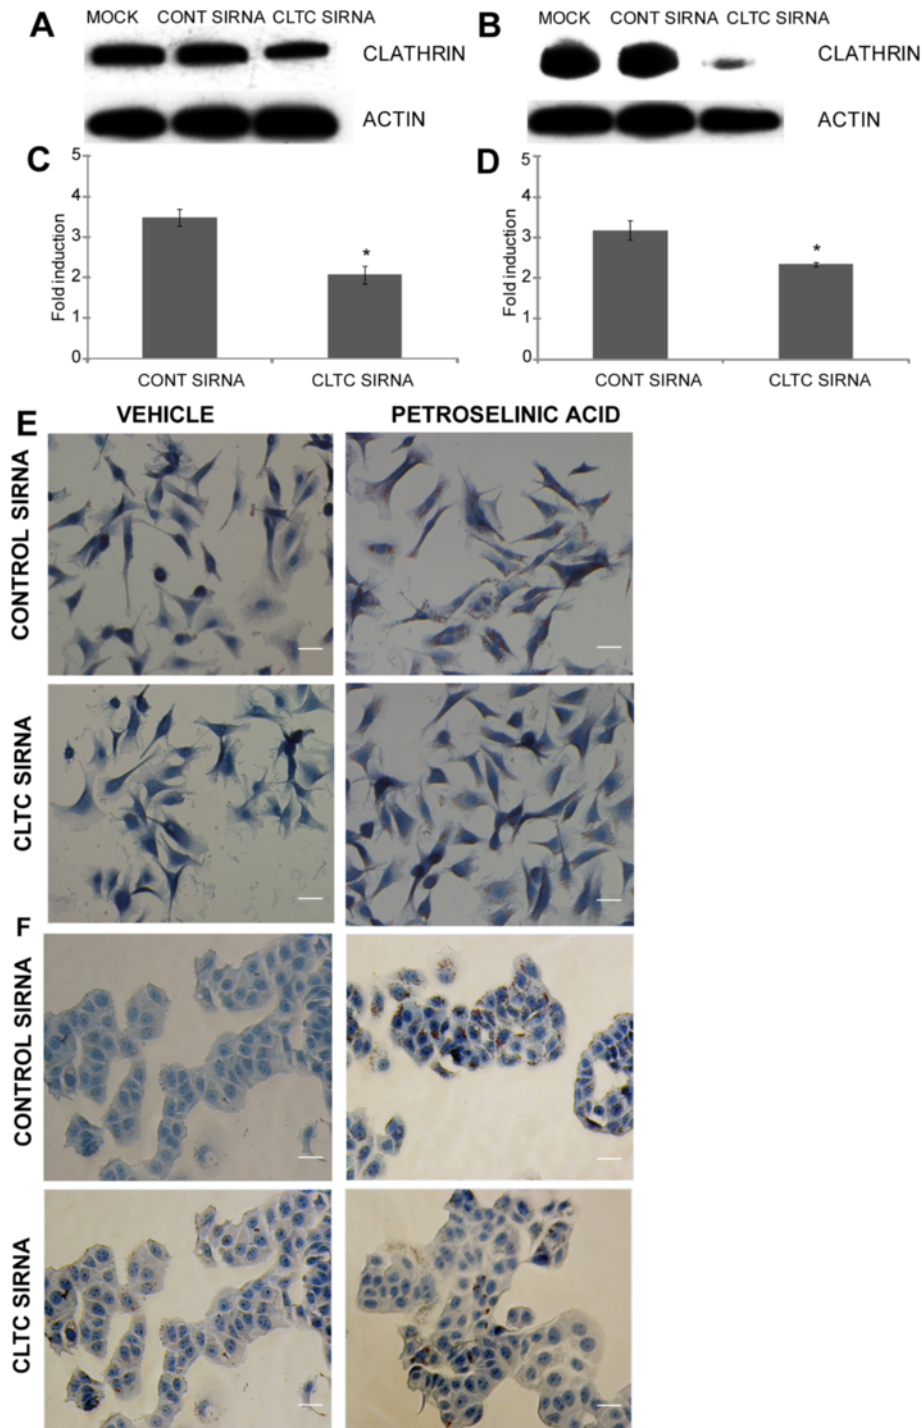 A MOCK CONT SIRNA CLTC SIRNA
CLATHRIN
ACTIN
B MOCK CONT SIRNA CLTC SIRNA
CLATHRIN
ACTIN
C
5
4
3
2
1
0
Fold induction
*
CONT SIRNA CLTC SIRNA
D
5
4
3
2
1
0
Fold induction
*
CONT SIRNA CLTC SIRNA
E VEHICLE PETROSELINIC ACID
CONTROL SIRNA
CLTC SIRNA
F
CONTROL SIRNA
CLTC SIRNA